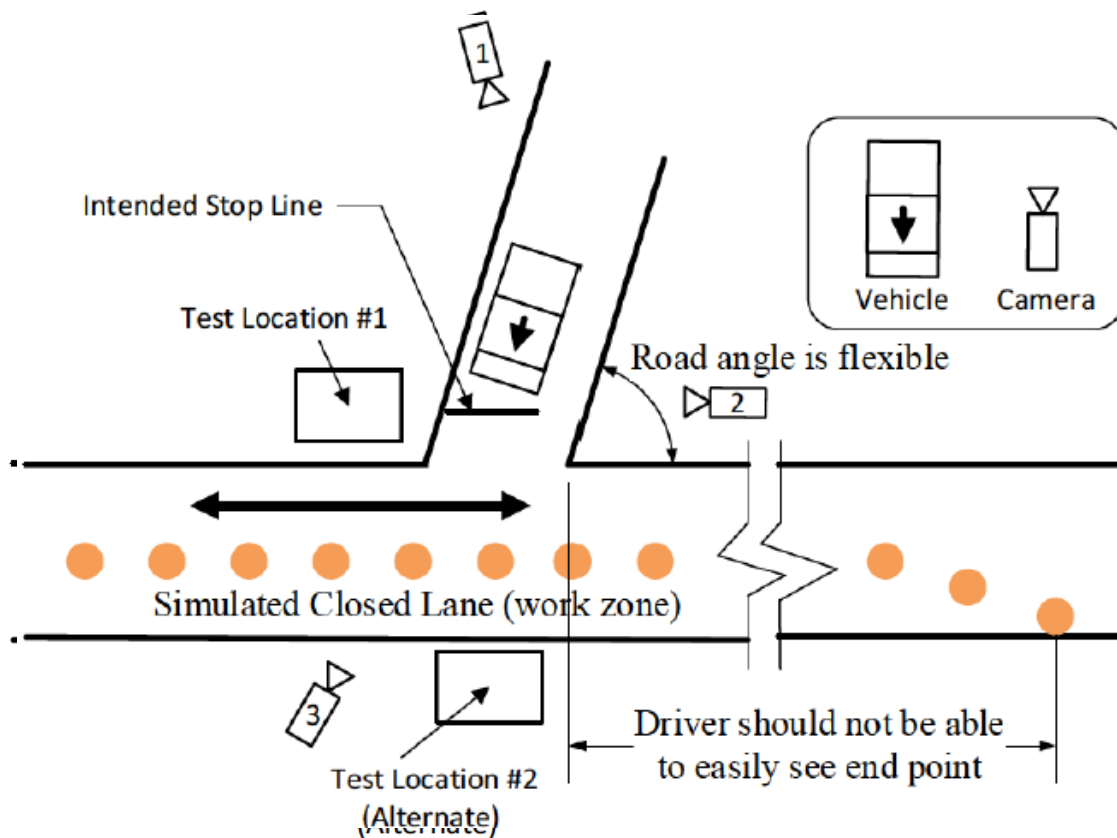 1
Intended Stop Line
Test Location #1
Vehicle
Camera
Road angle is flexible
2
Simulated Closed Lane (work zone)
3
Driver should not be able
to easily see end point
Test Location #2
(Alternate)